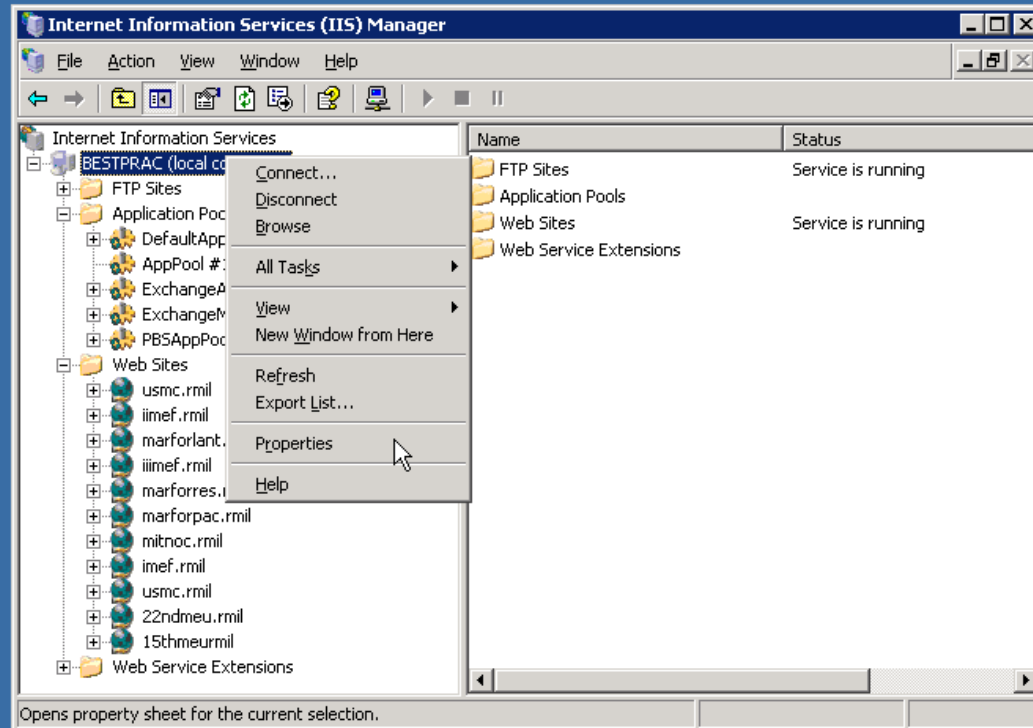 Internet Information Services (IIS) Manager
File Action View Window Help
Internet Information Services
BESTPRAC (local co
FTP Sites
Application Poo
DefaultApp
AppPool #1
ExchangeA
ExchangeM
PBSAppPoo
Web Sites
usmc.rmil
iimef.rmil
marforlant.
iiimef.rmil
marforres.r
marforpac.rmil
mitnoc.rmil
imef.rmil
usmc.rmil
22ndmeu.rmil
15thmeurmil
Web Service Extensions
Connect...
Disconnect
Browse
All Tasks
View
New Window from Here
Refresh
Export List...
Properties
Help
Name Status
FTP Sites Service is running
Application Pools
Web Sites Service is running
Web Service Extensions
Opens property sheet for the current selection.